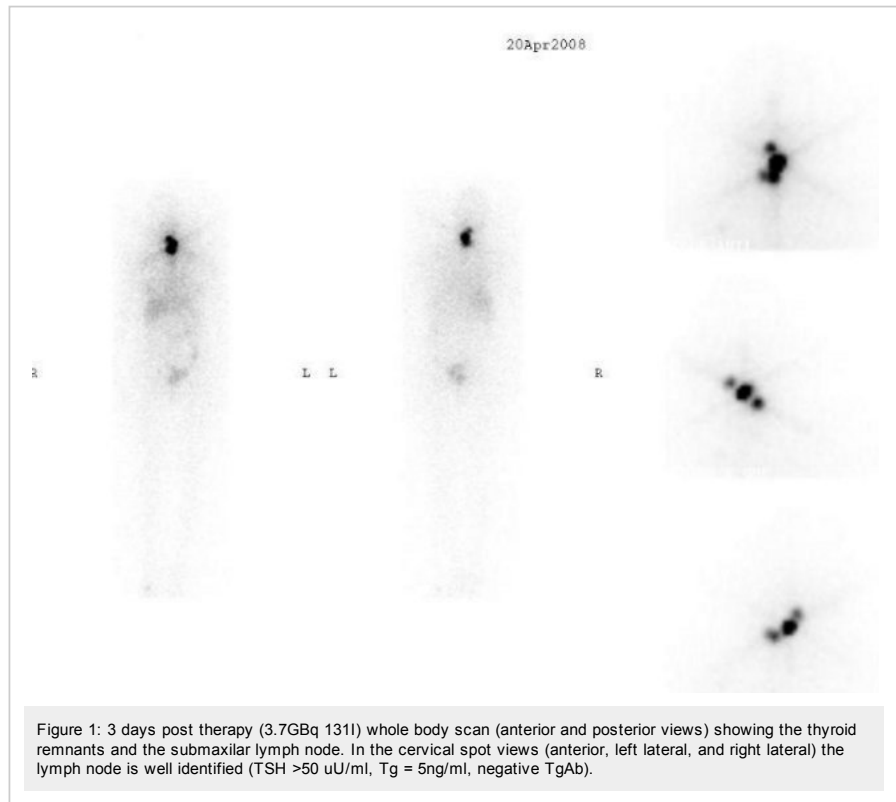 20Apr2008
R
L L
R
Figure 1: 3 days post therapy (3.7GBq 131I) whole body scan (anterior and posterior views) showing the thyroid
remnants and the submaxilar lymph node. In the cervical spot views (anterior, left lateral, and right lateral) the
lymph node is well identified (TSH >50 uU/ml, Tg = 5ng/ml, negative TgAb).